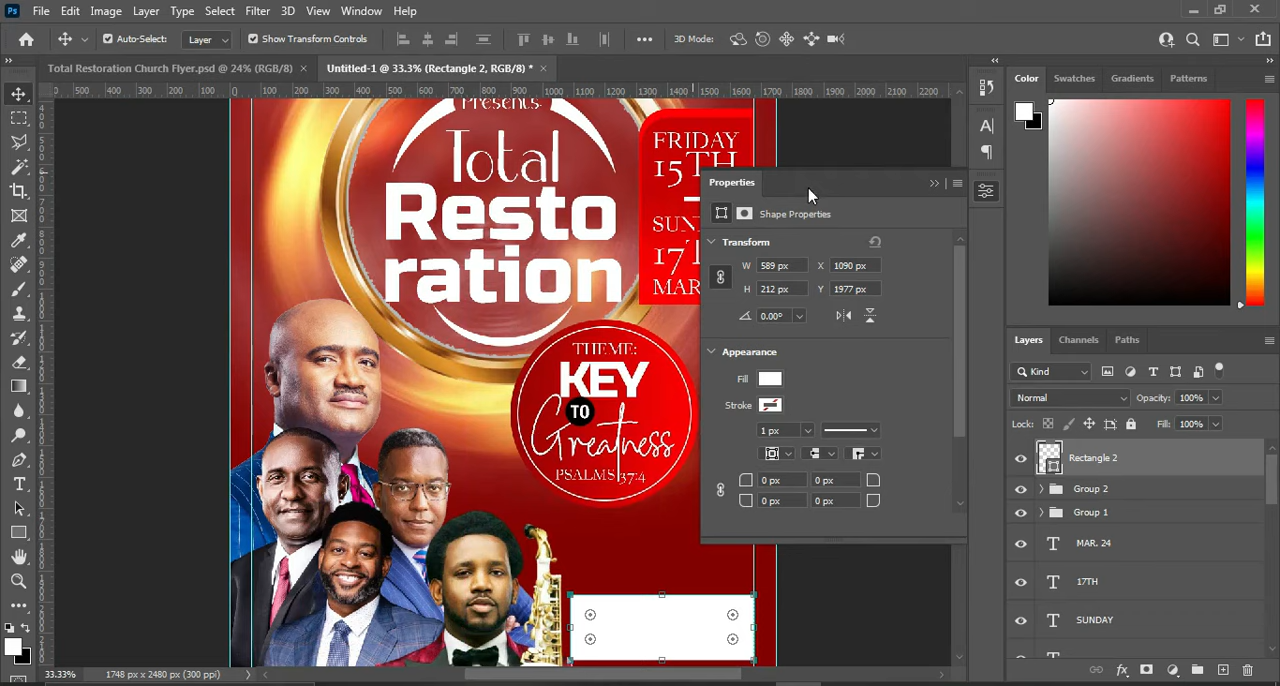 Ps File Edit Image Layer Type Select Filter 3D View Window Help
Auto-Select: Layer Show Transform Controls 3D Mode:
Total Restoration Church Flyer.psd @ 24% (RGB/8) × Untitled-1 @ 33.3% (Rectangle 2, RGB/8) * ×
Presents:
Total
Resto
ration
FRIDAY
15TH
SUN
17T
MAR
THEME:
KEY
TO
Greatness
PSALMS 37:4
Properties
Shape Properties
Transform
W 589 px X 1090 px
H 212 px Y 1977 px
0.00°
Appearance
Fill
Stroke
1 px
0 px 0 px
0 px 0 px
Color Swatches Gradients Patterns
Layers Channels Paths
Kind
Normal Opacity: 100%
Lock: Fill: 100%
Rectangle 2
Group 2
Group 1
MAR. 24
17TH
SUNDAY
33.33% 1748 px x 2480 px (300 ppi)